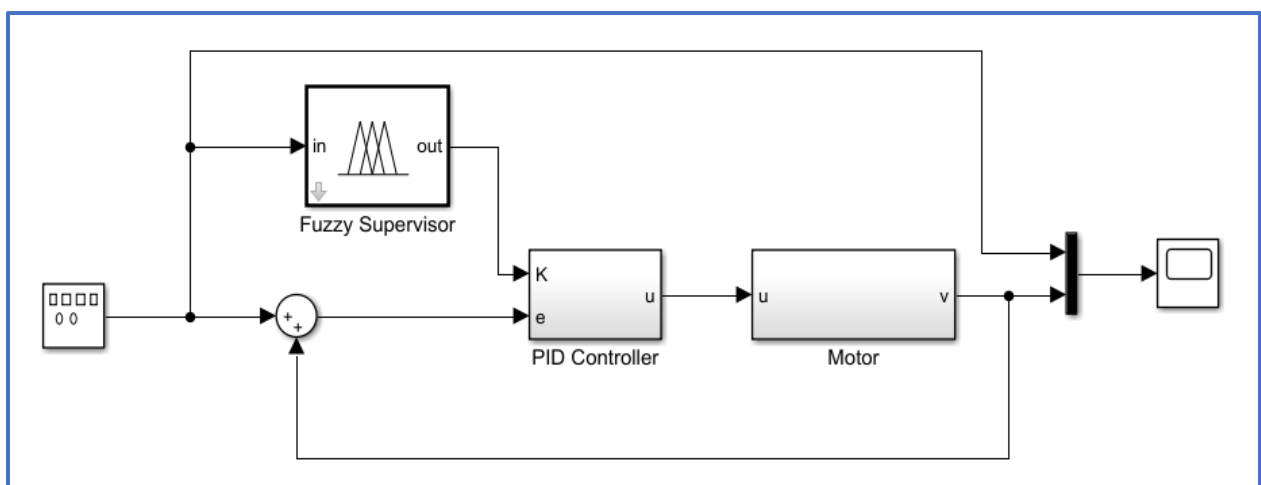 in out
Fuzzy Supervisor
K
u
e
PID Controller
u v
Motor
+
+